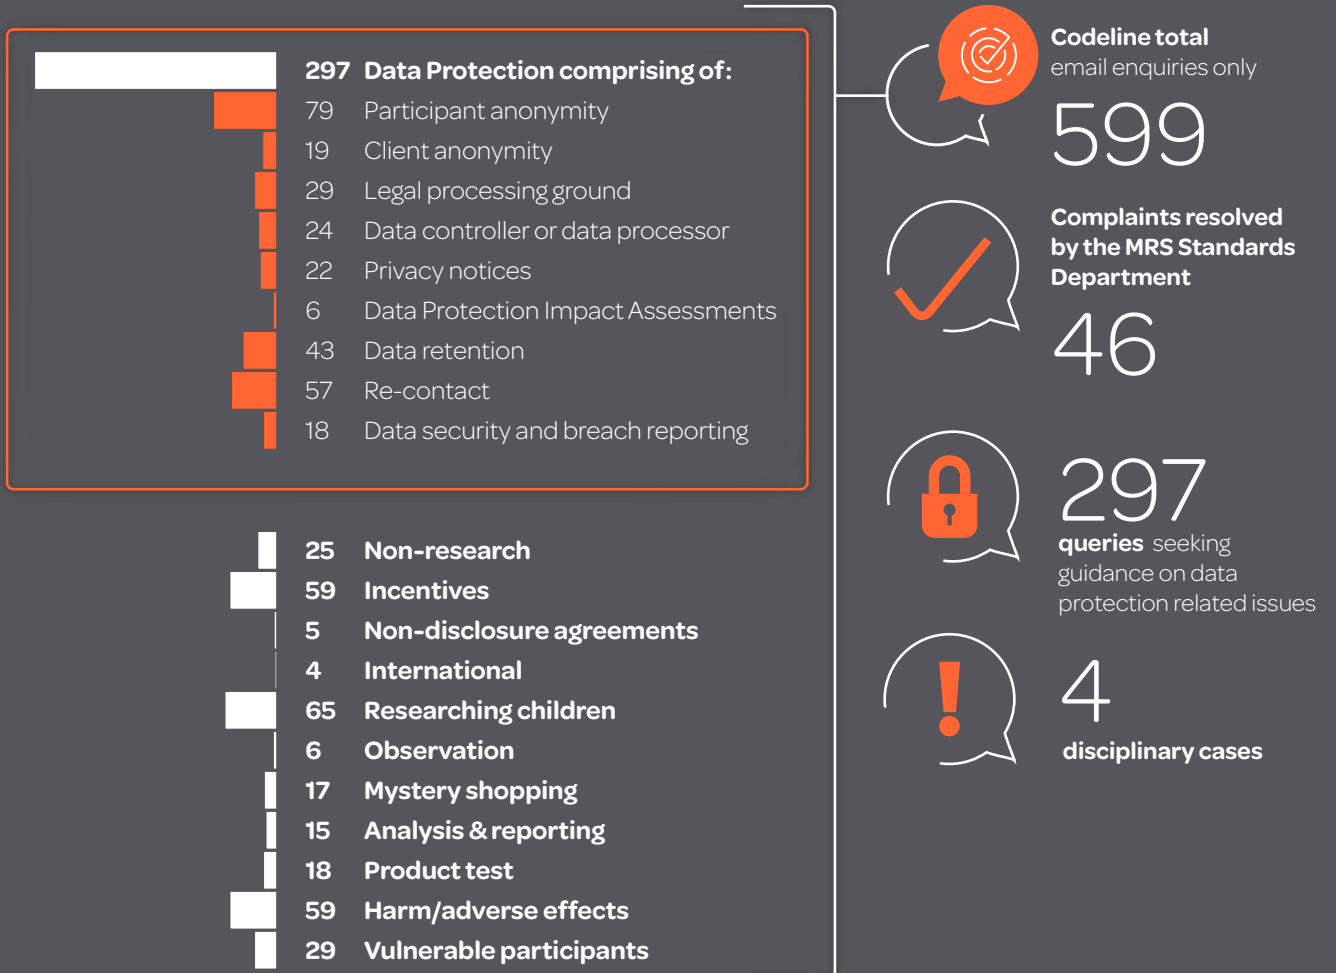 297 Data Protection comprising of:
79 Participant anonymity
19 Client anonymity
29 Legal processing ground
24 Data controller or data processor
22 Privacy notices
6 Data Protection Impact Assessments
43 Data retention
57 Re-contact
18 Data security and breach reporting
25 Non-research
59 Incentives
5 Non-disclosure agreements
4 International
65 Researching children
6 Observation
17 Mystery shopping
15 Analysis & reporting
18 Product test
59 Harm/adverse effects
29 Vulnerable participants
Codeline total
email enquiries only
599
Complaints resolved
by the MRS Standards
Department
46
297
queries seeking
guidance on data
protection related issues
4
disciplinary cases